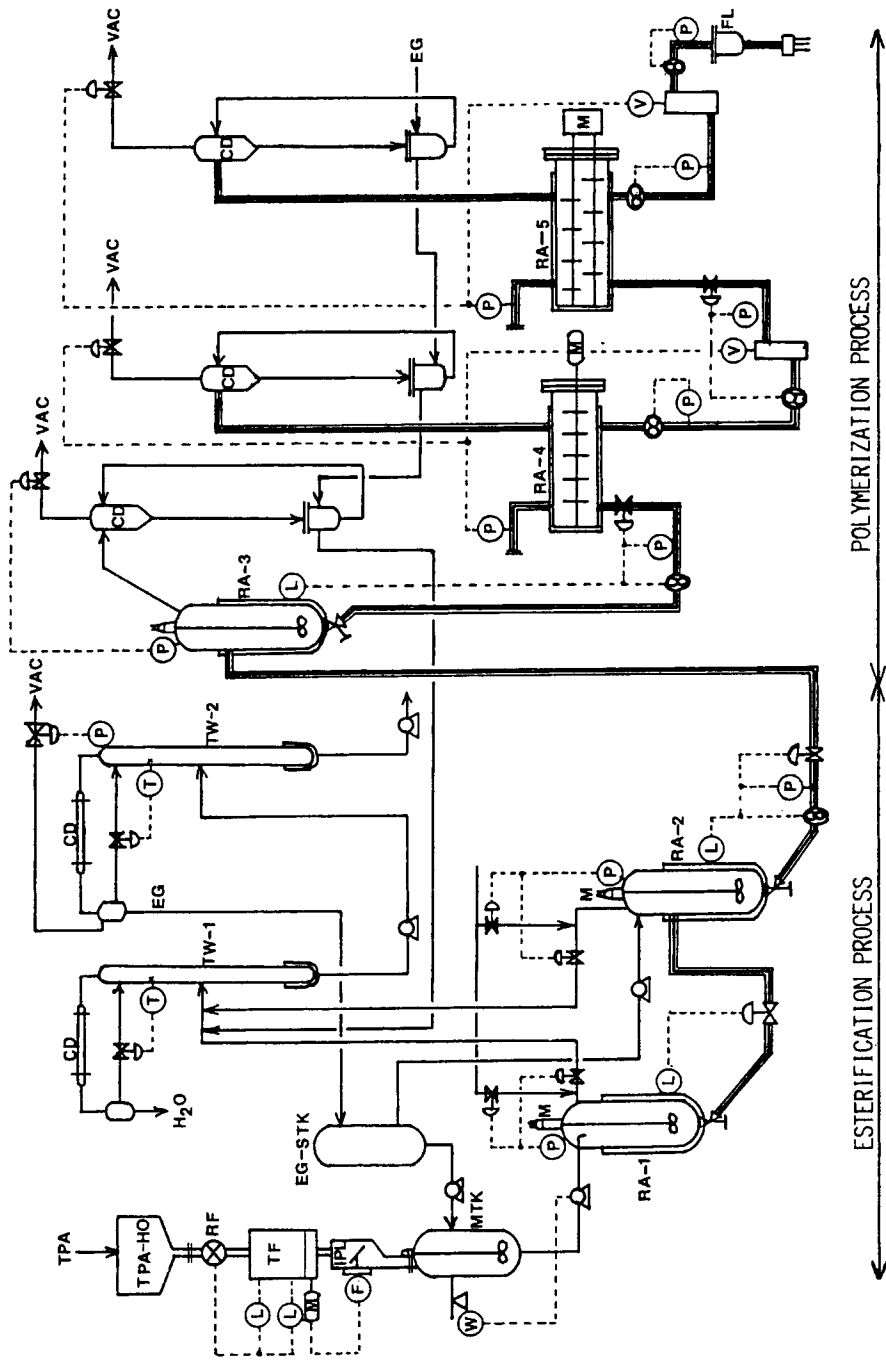 TPA
TPA-HO
RF
TF
L
L
M
IPL
F
W
MTK
EG-STK
H₂O
CD
T
TW-1
EG
CD
T
P
TW-2
VAC
P
M
RA-1
L
P
M
RA-2
L
P
P
RA-3
L
CD
VAC
P
P
RA-4
M
P
CD
VAC
V
P
P
RA-5
M
P
CD
VAC
EG
V
P
FL
ESTERIFICATION PROCESS
POLYMERIZATION PROCESS